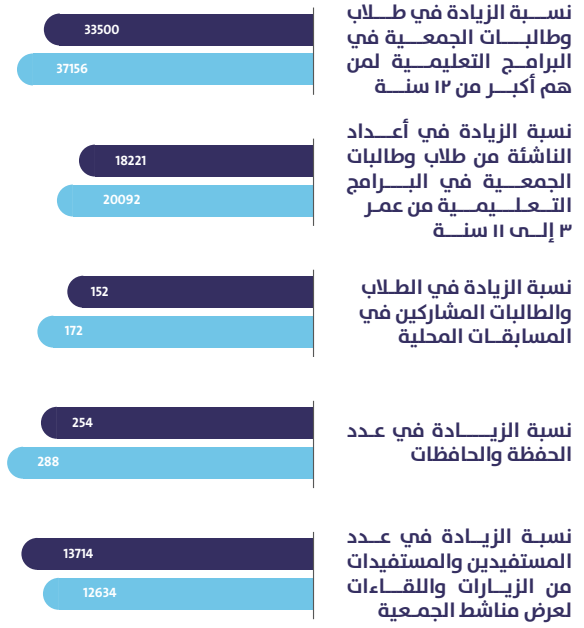 نسبة الزيادة في طلاب
وطالبات الجمعية في
البرامج التعليمية لمن
هم أكبر من ١٢ سنة
33500
37156
نسبة الزيادة في أعداد
الناشئة من طلاب وطالبات
الجمعية في البرامج
التعليمية من عمر
٣ إلى ١١ سنة
18221
20092
نسبة الزيادة في الطلاب
والطالبات المشاركين في
المسابقات المحلية
152
172
نسبة الزيادة في عدد
الحفظة والحافظات
254
288
نسبة الزيادة في عدد
المستفيدين والمستفيدات
من الزيارات واللقاءات
لعرض مناشط الجمعية
13714
12634